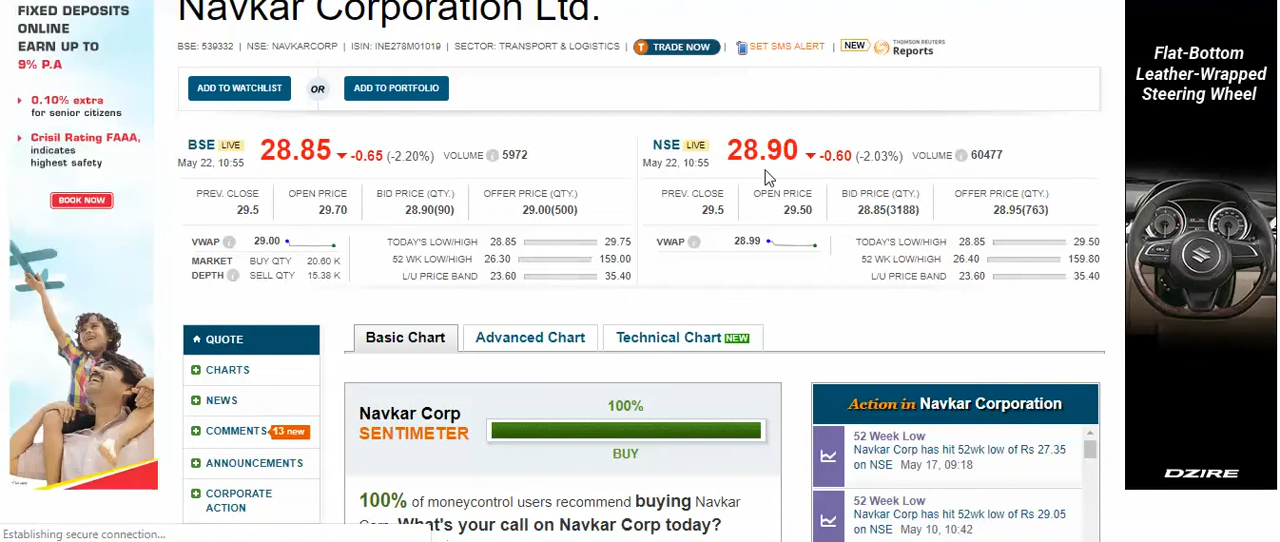 FIXED DEPOSITS
ONLINE
EARN UP TO
9% P.A
0.10% extra
for senior citizens
Crisil Rating FAAA,
indicates
highest safety
BOOK NOW
Navkar Corporation Ltd.
BSE: 539332 | NSE: NAVKARCORP | ISIN: INE278M01019 | SECTOR: TRANSPORT & LOGISTICS | T TRADE NOW | SET SMS ALERT | NEW THOMSON REUTERS Reports
ADD TO WATCHLIST OR ADD TO PORTFOLIO
BSE LIVE 28.85 -0.65 (-2.20%) VOLUME 5972
May 22, 10:55
PREV. CLOSE OPEN PRICE BID PRICE (QTY.) OFFER PRICE (QTY.)
29.5 29.70 28.90(90) 29.00(500)
VWAP 29.00 TODAY'S LOW/HIGH 28.85 29.75
MARKET BUY QTY 20.60 K 52 WK LOW/HIGH 26.30 159.00
DEPTH SELL QTY 15.38 K L/U PRICE BAND 23.60 35.40
NSE LIVE 28.90 -0.60 (-2.03%) VOLUME 60477
May 22, 10:55
PREV. CLOSE OPEN PRICE BID PRICE (QTY.) OFFER PRICE (QTY.)
29.5 29.50 28.85(3188) 28.95(763)
VWAP 28.99 TODAY'S LOW/HIGH 28.85 29.50
52 WK LOW/HIGH 26.40 159.80
L/U PRICE BAND 23.60 35.40
QUOTE
CHARTS
NEWS
COMMENTS 13 new
ANNOUNCEMENTS
CORPORATE
ACTION
Basic Chart Advanced Chart Technical Chart NEW
Navkar Corp
SENTIMETER
100%
BUY
100% of moneycontrol users recommend buying Navkar
What's your call on Navkar Corp today?
Action in Navkar Corporation
52 Week Low
Navkar Corp has hit 52wk low of Rs 27.35
on NSE May 17, 09:18
52 Week Low
Navkar Corp has hit 52wk low of Rs 29.05
on NSE May 10, 10:42
Flat-Bottom
Leather-Wrapped
Steering Wheel
DZIRE
Establishing secure connection...